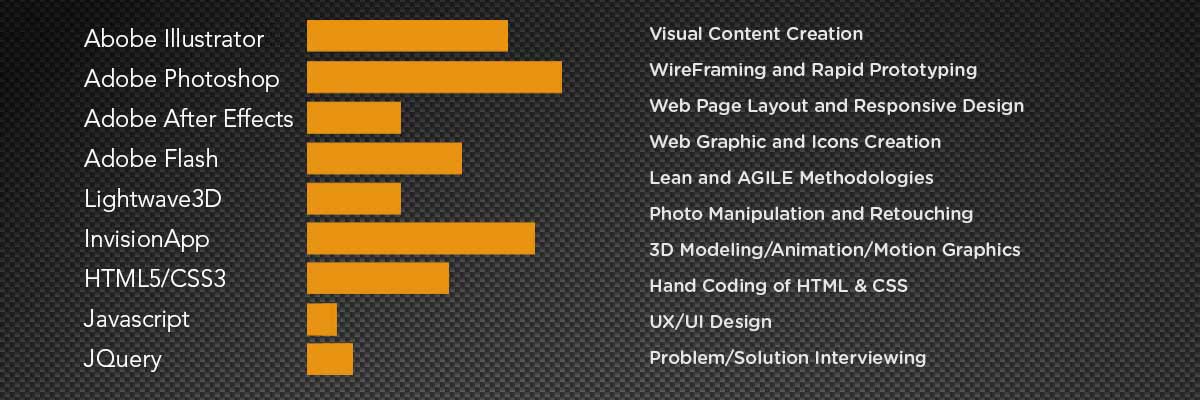 Abobe Illustrator
Adobe Photoshop
Adobe After Effects
Adobe Flash
Lightwave3D
InvisionApp
HTML5/CSS3
Javascript
JQuery
Visual Content Creation
WireFraming and Rapid Prototyping
Web Page Layout and Responsive Design
Web Graphic and Icons Creation
Lean and AGILE Methodologies
Photo Manipulation and Retouching
3D Modeling/Animation/Motion Graphics
Hand Coding of HTML & CSS
UX/UI Design
Problem/Solution Interviewing